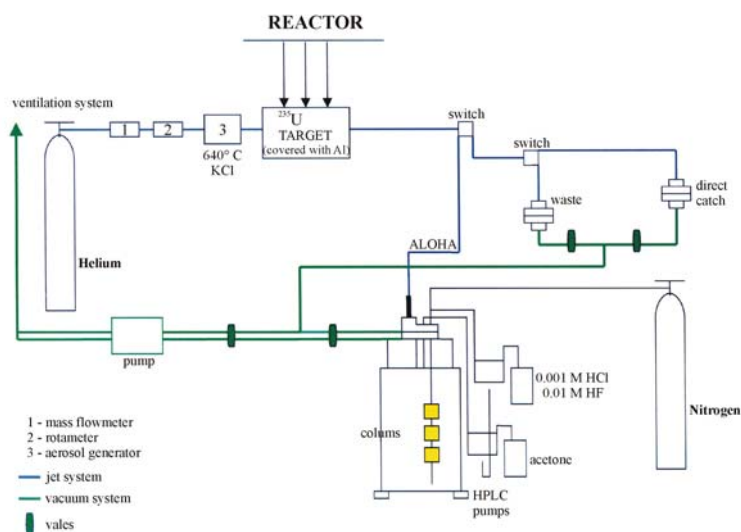 REACTOR
ventilation system
1
2
3
640° C
KCl
²³⁵U
TARGET
(covered with Al)
switch
switch
waste
direct
catch
ALOHA
Helium
pump
0.001 M HCl
0.01 M HF
Nitrogen
colums
acetone
HPLC
pumps
1 - mass flowmeter
2 - rotameter
3 - aerosol generator
jet system
vacuum system
vales